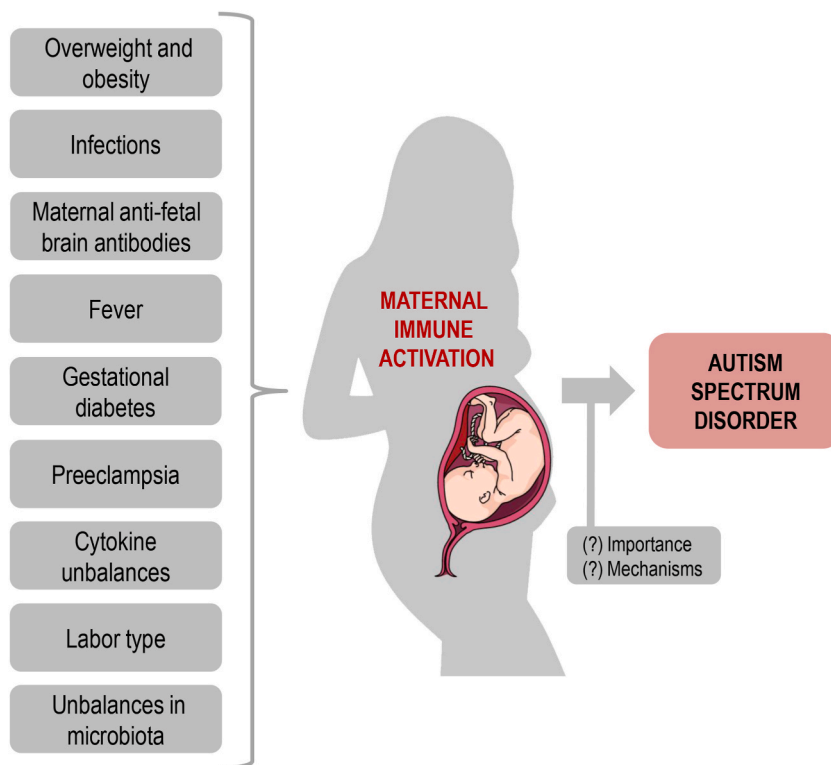 Overweight and
obesity
Infections
Maternal anti-fetal
brain antibodies
Fever
Gestational
diabetes
Preeclampsia
Cytokine
unbalances
Labor type
Unbalances in
microbiota
MATERNAL
IMMUNE
ACTIVATION
AUTISM
SPECTRUM
DISORDER
(?) Importance
(?) Mechanisms